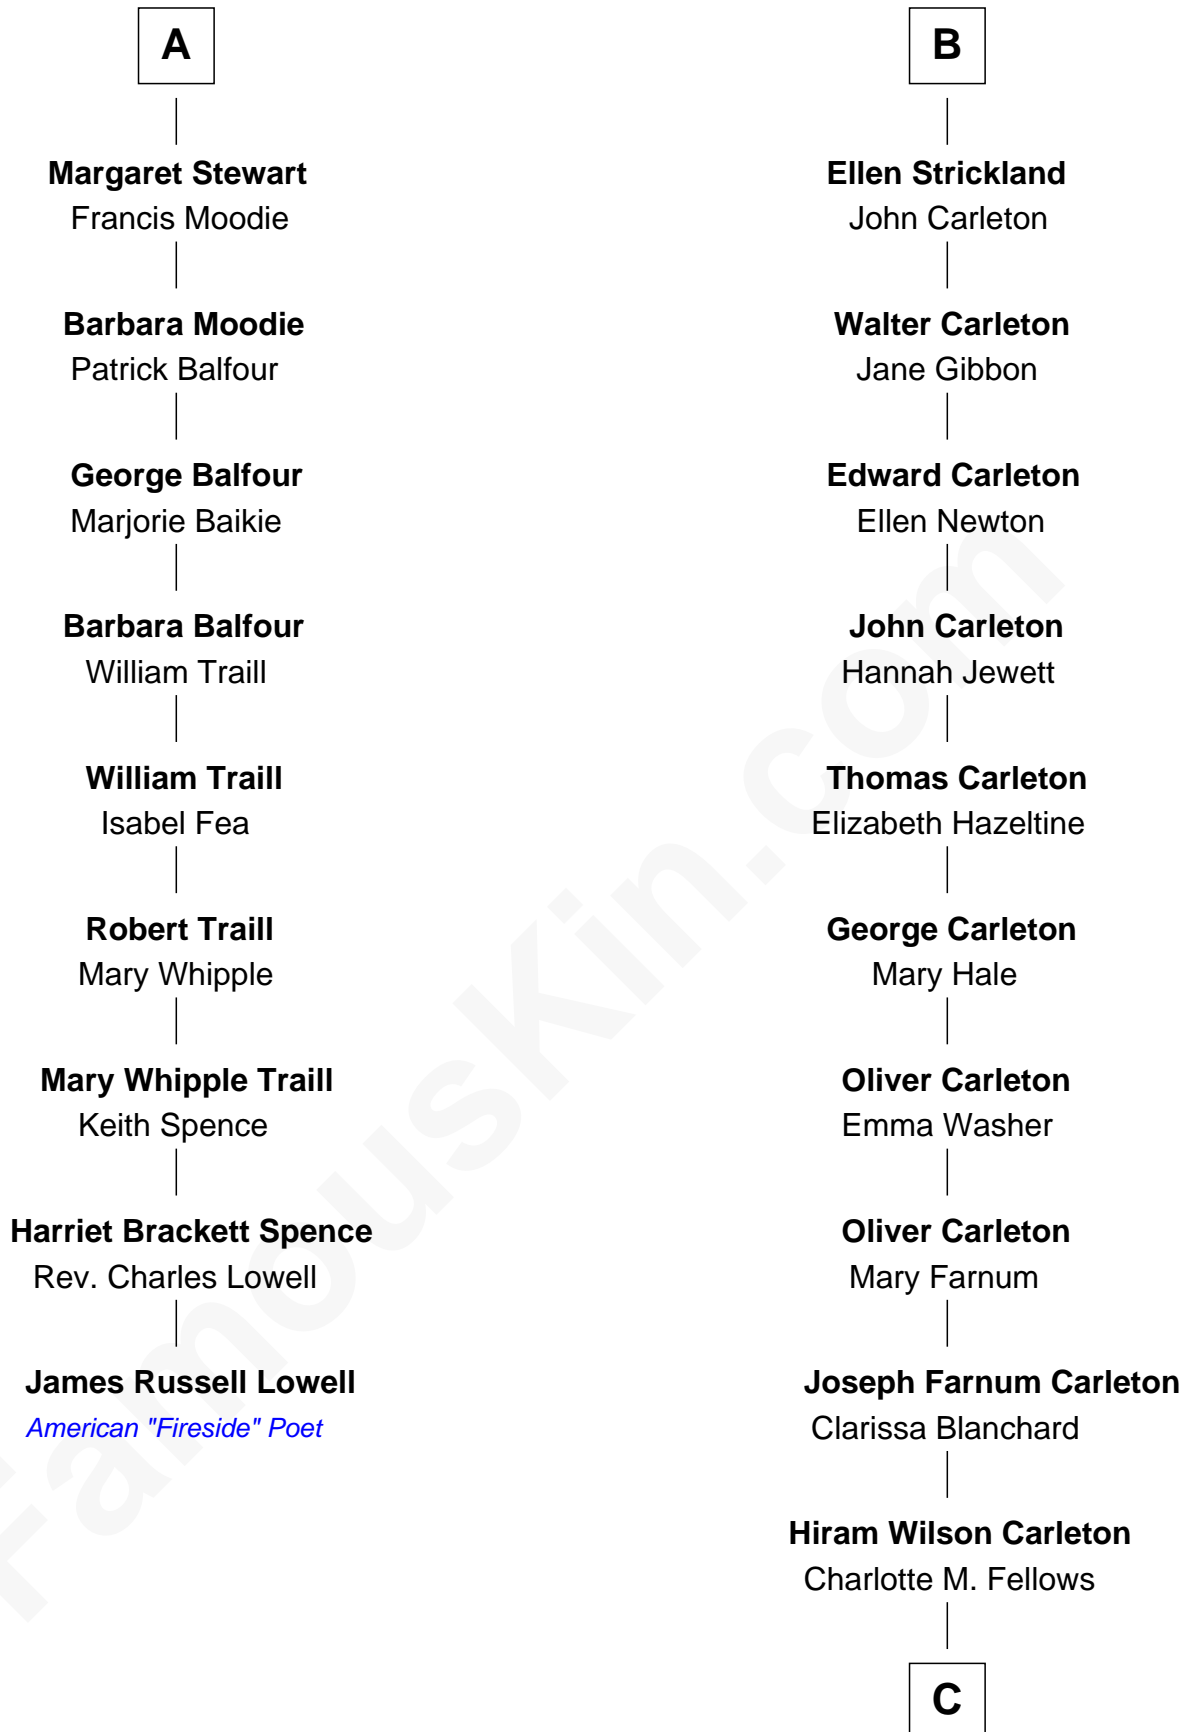 A
Margaret Stewart
Francis Moodie
Barbara Moodie
Patrick Balfour
George Balfour
Marjorie Baikie
Barbara Balfour
William Traill
William Traill
Isabel Fea
Robert Traill
Mary Whipple
Mary Whipple Traill
Keith Spence
Harriet Brackett Spence
Rev. Charles Lowell
James Russell Lowell
American "Fireside" Poet
B
Ellen Strickland
John Carleton
Walter Carleton
Jane Gibbon
Edward Carleton
Ellen Newton
John Carleton
Hannah Jewett
Thomas Carleton
Elizabeth Hazeltine
George Carleton
Mary Hale
Oliver Carleton
Emma Washer
Oliver Carleton
Mary Farnum
Joseph Farnum Carleton
Clarissa Blanchard
Hiram Wilson Carleton
Charlotte M. Fellows
C
FamousKin.com